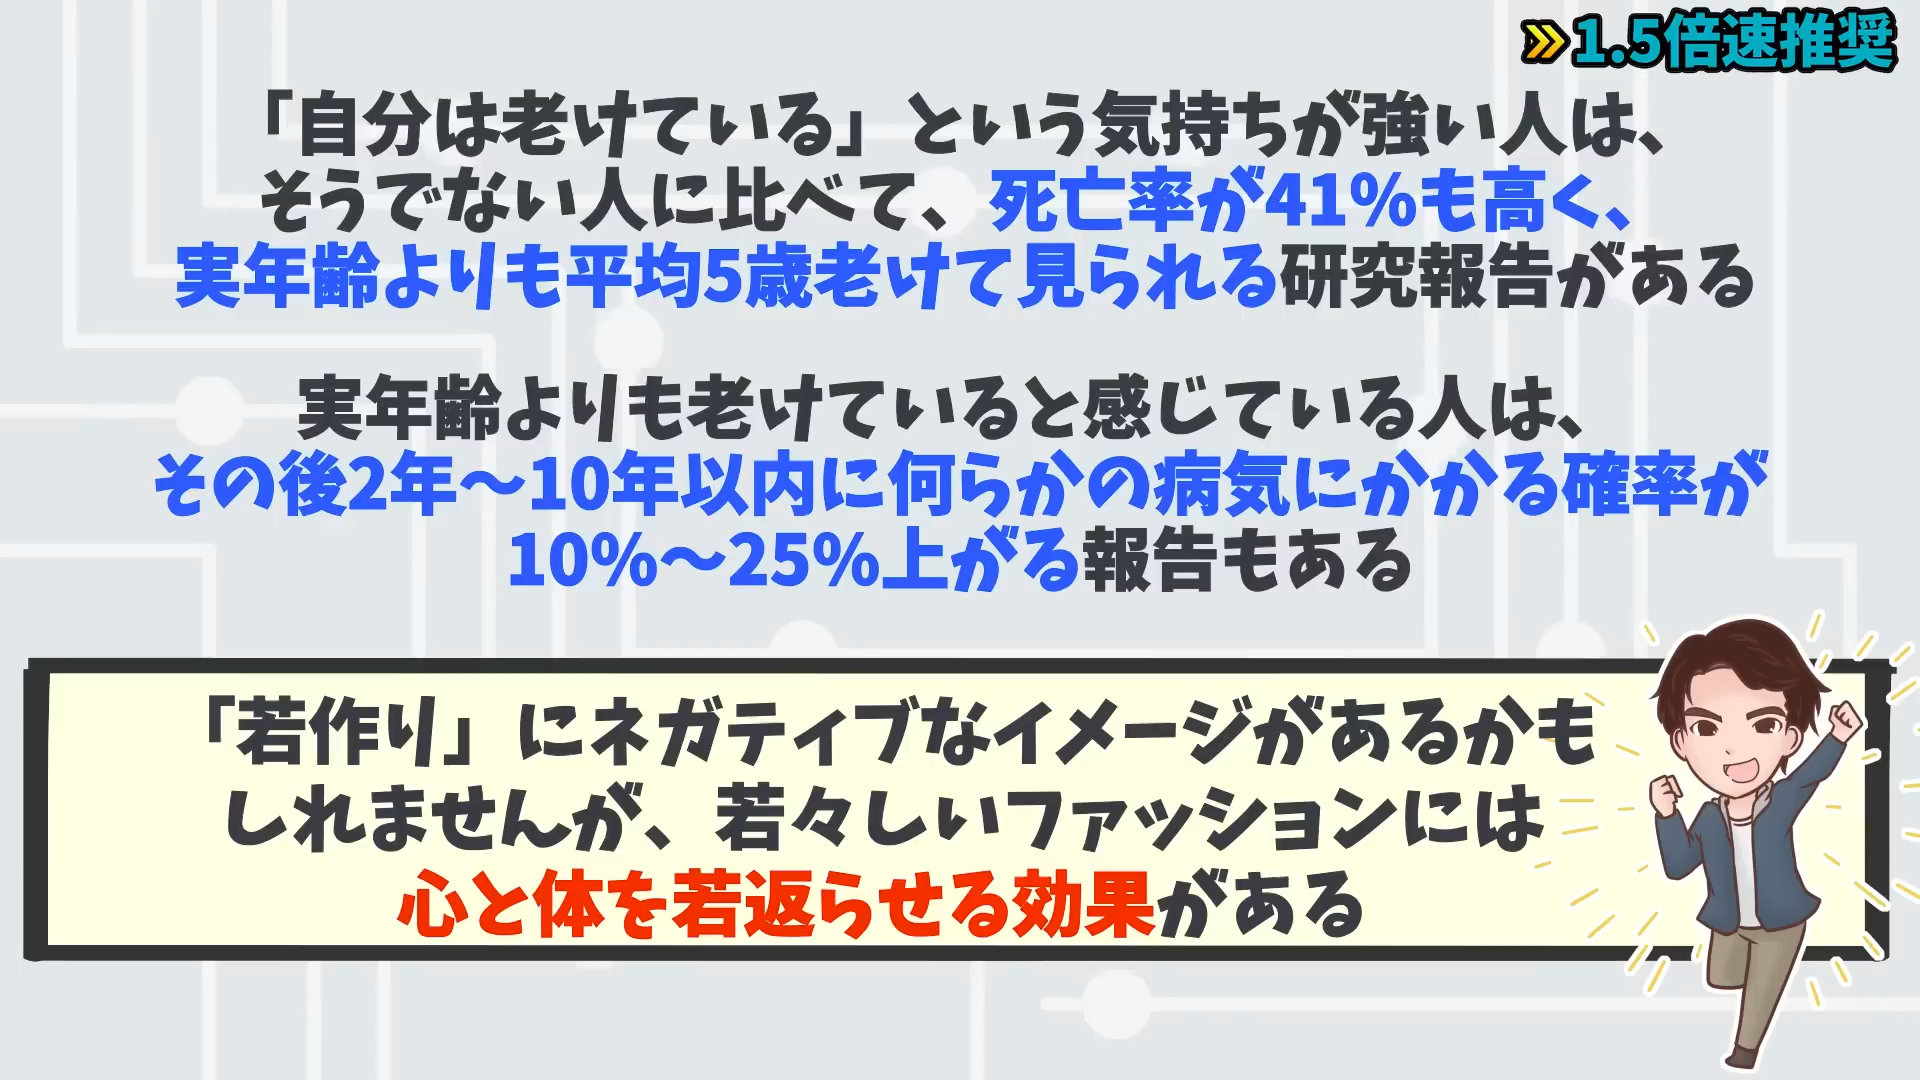 1.5倍速推奨
「自分は老けている」という気持ちが強い人は、
そうでない人に比べて、死亡率が41%も高く、
実年齢よりも平均5歳老けて見られる研究報告がある
実年齢よりも老けていると感じている人は、
その後2年～10年以内に何らかの病気にかかる確率が
10%～25%上がる報告もある
「若作り」にネガティブなイメージがあるかも
しれませんが、若々しいファッションには
心と体を若返らせる効果がある